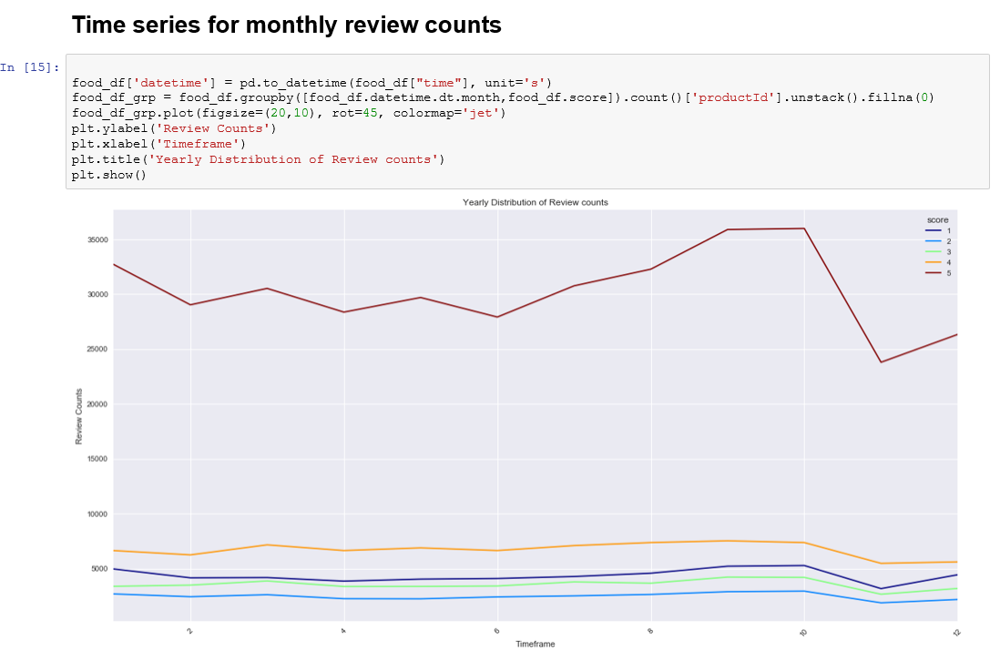 Time series for monthly review counts
In [15]:
food_df['datetime'] = pd.to_datetime(food_df["time"], unit='s')
food_df_grp = food_df.groupby([food_df.datetime.dt.month,food_df.score]).count()['productId'].unstack().fillna(0)
food_df_grp.plot(figsize=(20,10), rot=45, colormap='jet')
plt.ylabel('Review Counts')
plt.xlabel('Timeframe')
plt.title('Yearly Distribution of Review counts')
plt.show()
Yearly Distribution of Review counts
score
1
2
3
4
5
35000
30000
25000
20000
15000
10000
5000
Review Counts
2 4 6 8 10 12
Timeframe